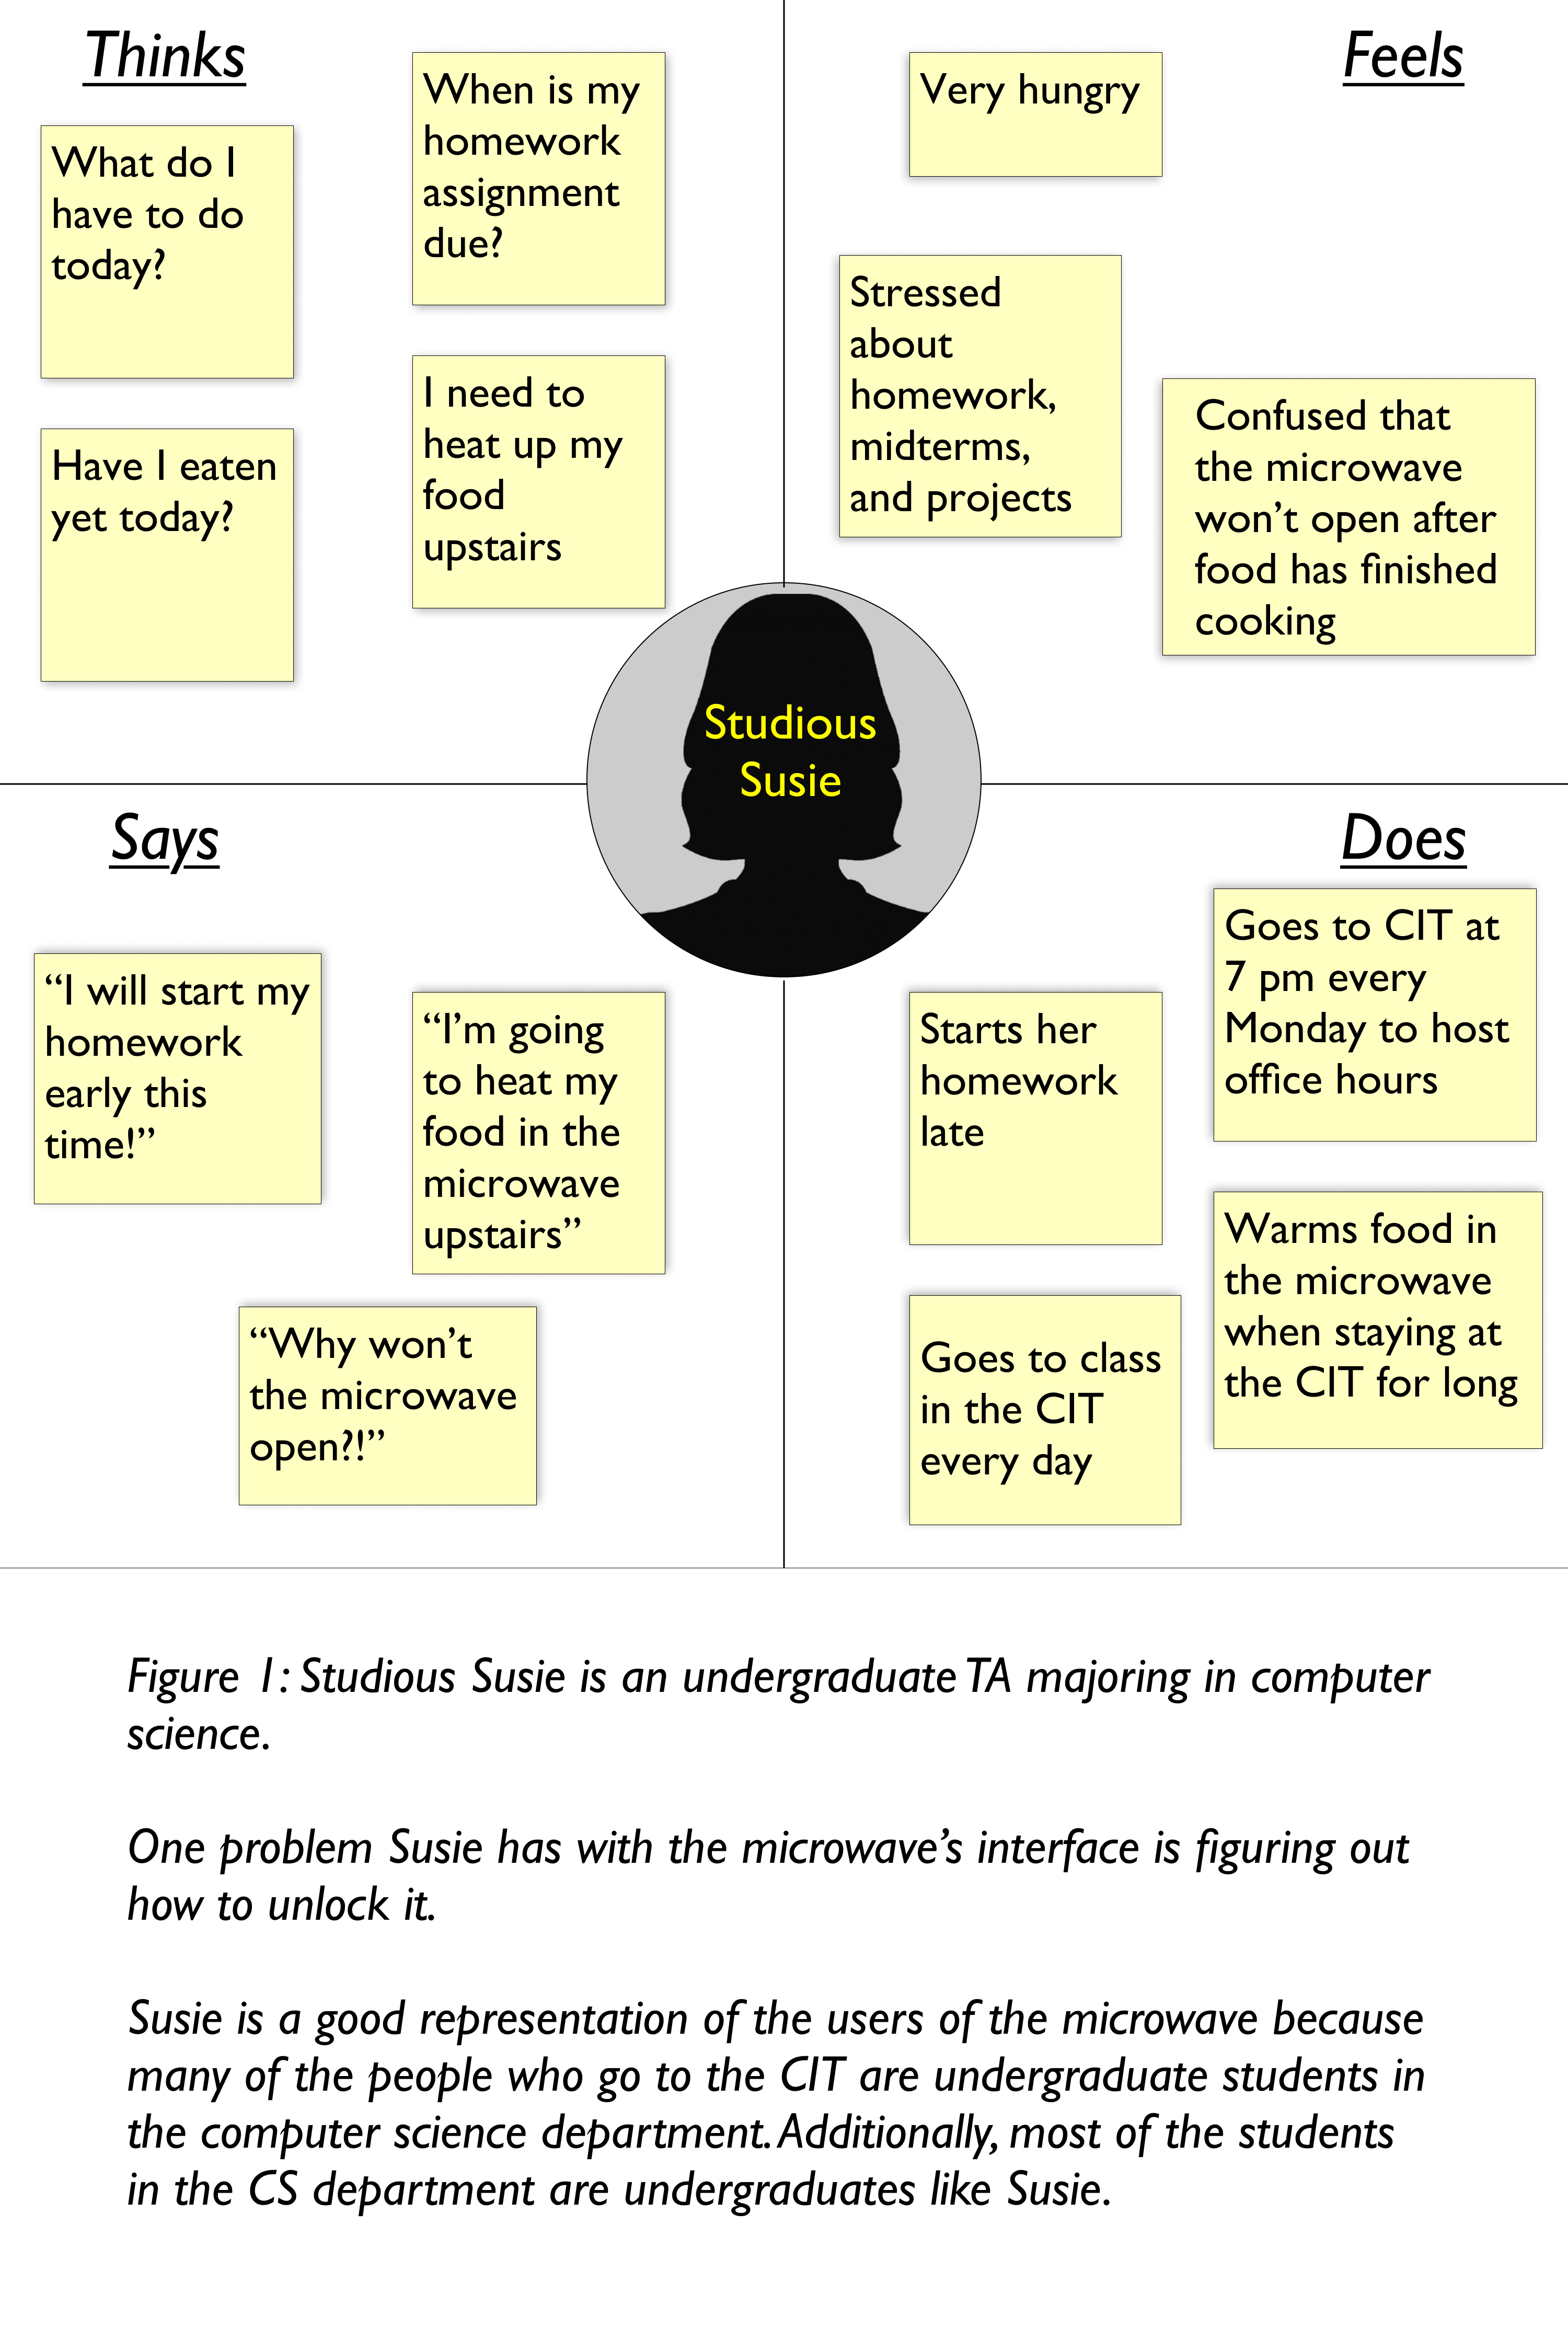 Thinks
What do I
have to do
today?
When is my
homework
assignment
due?
Have I eaten
yet today?
I need to
heat up my
food
upstairs
Feels
Very hungry
Stressed
about
homework,
midterms,
and projects
Confused that
the microwave
won’t open after
food has finished
cooking
Studious
Susie
Says
“I will start my
homework
early this
time!”
“I’m going
to heat my
food in the
microwave
upstairs”
“Why won’t
the microwave
open?!”
Does
Goes to CIT at
7 pm every
Monday to host
office hours
Starts her
homework
late
Warms food in
the microwave
when staying at
the CIT for long
Goes to class
in the CIT
every day
Figure 1: Studious Susie is an undergraduate TA majoring in computer
science.
One problem Susie has with the microwave’s interface is figuring out
how to unlock it.
Susie is a good representation of the users of the microwave because
many of the people who go to the CIT are undergraduate students in
the computer science department. Additionally, most of the students
in the CS department are undergraduates like Susie.